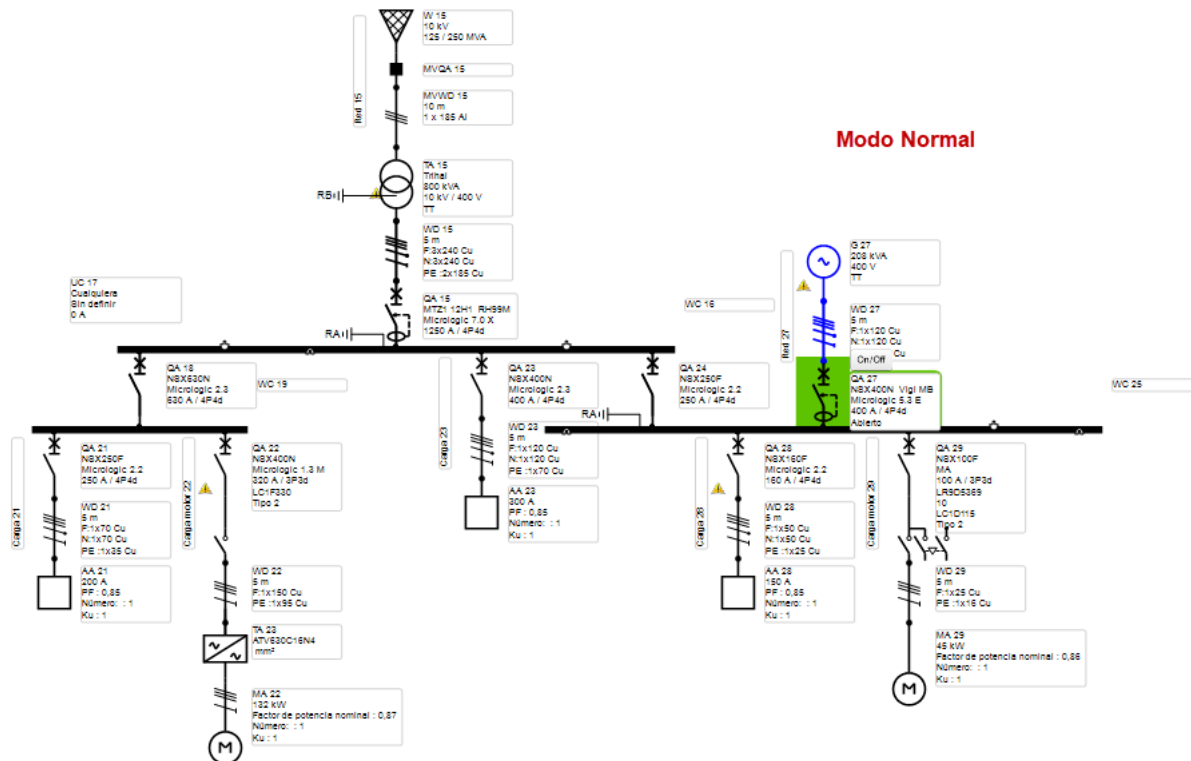 W 15
10 kV
125 / 250 MVA
MVQA 15
Red 15
MVWD 15
10 m
1 x 185 Al
Modo Normal
TA 15
Trihal
800 kVA
10 kV / 400 V
TT
RB
WD 15
5 m
F:3x240 Cu
N:3x240 Cu
PE :2x185 Cu
G 27
208 kVA
400 V
TT
UC 17
Cualquiera
Sin definir
0 A
QA 15
MTZ1 12H1 RH99M
Micrologic 7.0 X
1250 A / 4P4d
RA
WC 16
Red 27
WD 27
5 m
F:1x120 Cu
N:1x120 Cu
Cu
On/Off
QA 18
NSX630N
Micrologic 2.3
630 A / 4P4d
WC 19
Carga 23
QA 23
NSX400N
Micrologic 2.3
400 A / 4P4d
QA 24
NSX250F
Micrologic 2.2
250 A / 4P4d
QA 27
NSX400N Vigi MB
Micrologic 5.3 E
400 A / 4P4d
Abierto
WC 25
RA
Carga 21
QA 21
NSX250F
Micrologic 2.2
250 A / 4P4d
Carga motor 22
QA 22
NSX400N
Micrologic 1.3 M
320 A / 3P3d
LC1F330
Tipo 2
WD 23
5 m
F:1x120 Cu
N:1x120 Cu
PE :1x70 Cu
Carga 28
QA 28
NSX160F
Micrologic 2.2
160 A / 4P4d
Carga motor 29
QA 29
NSX100F
MA
100 A / 3P3d
LR9D5369
10
LC1D115
Tipo 2
WD 21
5 m
F:1x70 Cu
N:1x70 Cu
PE :1x35 Cu
AA 23
300 A
PF : 0,85
Número: : 1
Ku : 1
WD 28
5 m
F:1x50 Cu
N:1x50 Cu
PE :1x25 Cu
AA 21
200 A
PF : 0,85
Número: : 1
Ku : 1
WD 22
5 m
F:1x150 Cu
PE :1x95 Cu
AA 28
150 A
PF : 0,85
Número: : 1
Ku : 1
WD 29
5 m
F:1x25 Cu
PE :1x16 Cu
TA 23
ATV630C16N4
mm²
MA 29
45 kW
Factor de potencia nominal : 0,86
Número: : 1
Ku : 1
M
MA 22
132 kW
Factor de potencia nominal : 0,87
Número: : 1
Ku : 1
M